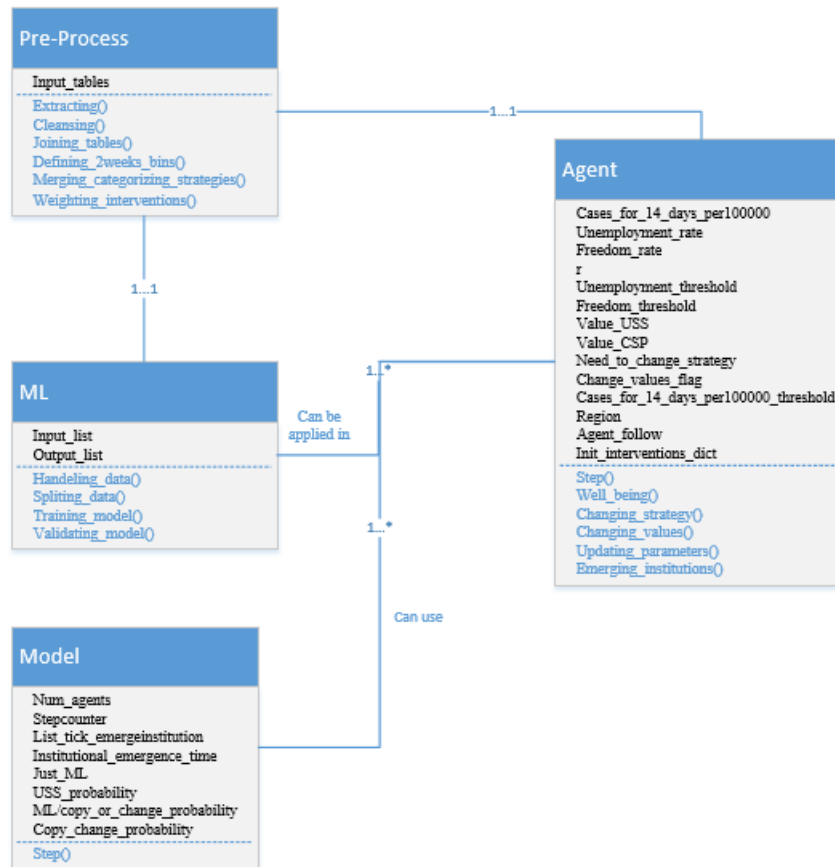 Pre-Process
Input_tables
Extracting()
Cleansing()
Joining_tables()
Defining_2weeks_bins()
Merging_categorizing_strategies()
Weighting_interventions()
1...1
Agent
Cases_for_14_days_per100000
Unemployment_rate
Freedom_rate
r
Unemployment_threshold
Freedom_threshold
Value_USS
Value_CSP
Need_to_change_strategy
Change_values_flag
Cases_for_14_days_per100000_threshold
Region
Agent_follow
Init_interventions_dict
Step()
Well_being()
Changing_strategy()
Changing_values()
Updating_parameters()
Emerging_institutions()
1...1
ML
Input_list
Output_list
Handeling_data()
Spliting_data()
Training_model()
Validating_model()
Can be
applied in
1...*
1...*
Can use
Model
Num_agents
Stepcounter
List_tick_emergeinstitution
Institutional_emergence_time
Just_ML
USS_probability
ML/copy_or_change_probability
Copy_change_probability
Step()